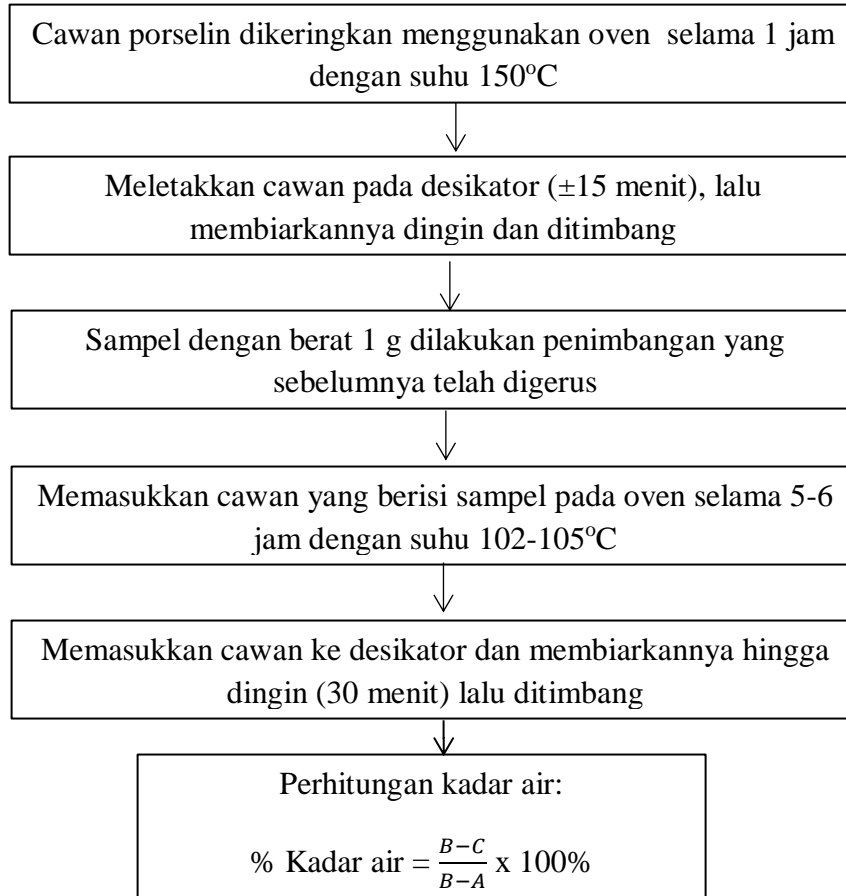 Cawan porselin dikeringkan menggunakan oven selama 1 jam
dengan suhu 150°C
Meletakkan cawan pada desikator (±15 menit), lalu
membiarkannya dingin dan ditimbang
Sampel dengan berat 1 g dilakukan penimbangan yang
sebelumnya telah digerus
Memasukkan cawan yang berisi sampel pada oven selama 5-6
jam dengan suhu 102-105°C
Memasukkan cawan ke desikator dan membiarkannya hingga
dingin (30 menit) lalu ditimbang
Perhitungan kadar air:
% Kadar air = (B−C)/(B−A) x 100%